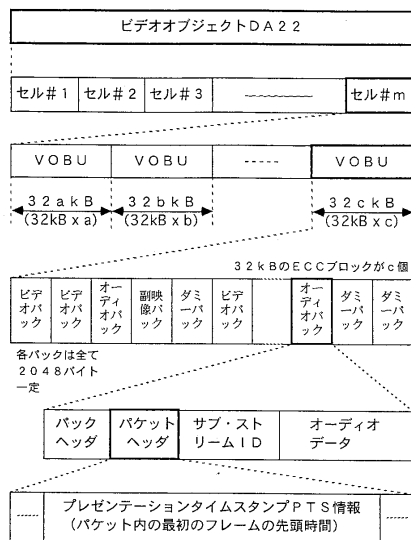 ビデオオブジェクトDA22
セル#1 セル#2 セル#3 セル#m
VOBU VOBU ----- VOBU
32akB 32bkB 32ckB
(32kB x a) (32kB x b) (32kB x c)
32kBのECCブロックがc個
ビデオパック ビデオパック オーディオパック 副映像パック ダミーパック ビデオパック オーディオパック ダミーパック ダミーパック
各パックは全て
2048バイト
一定
パック パケット サブ・スト オーディオ
ヘッダ ヘッダ リームID データ
プレゼンテーションタイムスタンプPTS情報
(パケット内の最初のフレームの先頭時間)